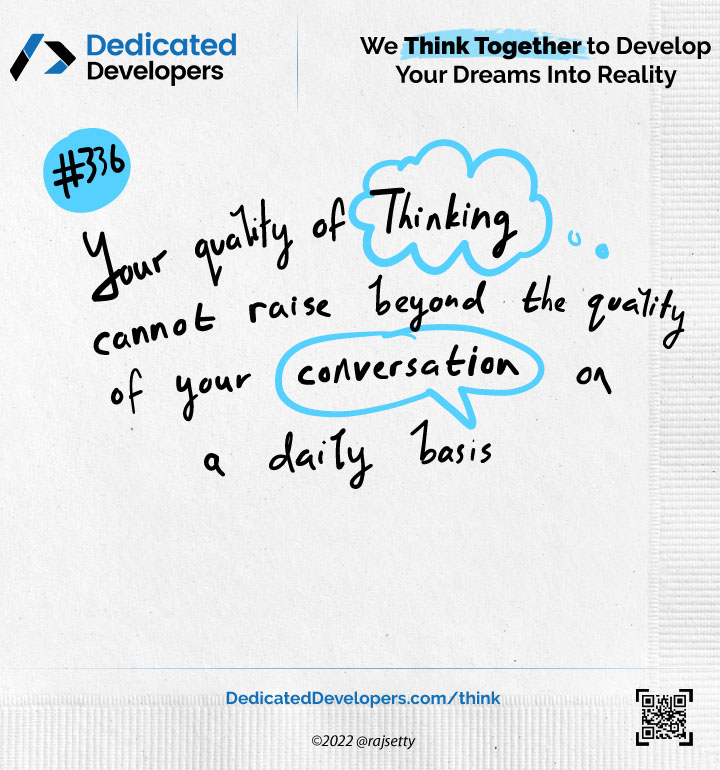 Dedicated
Developers
We Think Together to Develop
Your Dreams Into Reality
#336
Your quality of Thinking
cannot raise beyond the quality
of your conversation on
a daily basis
DedicatedDevelopers.com/think
©2022 @rajsetty